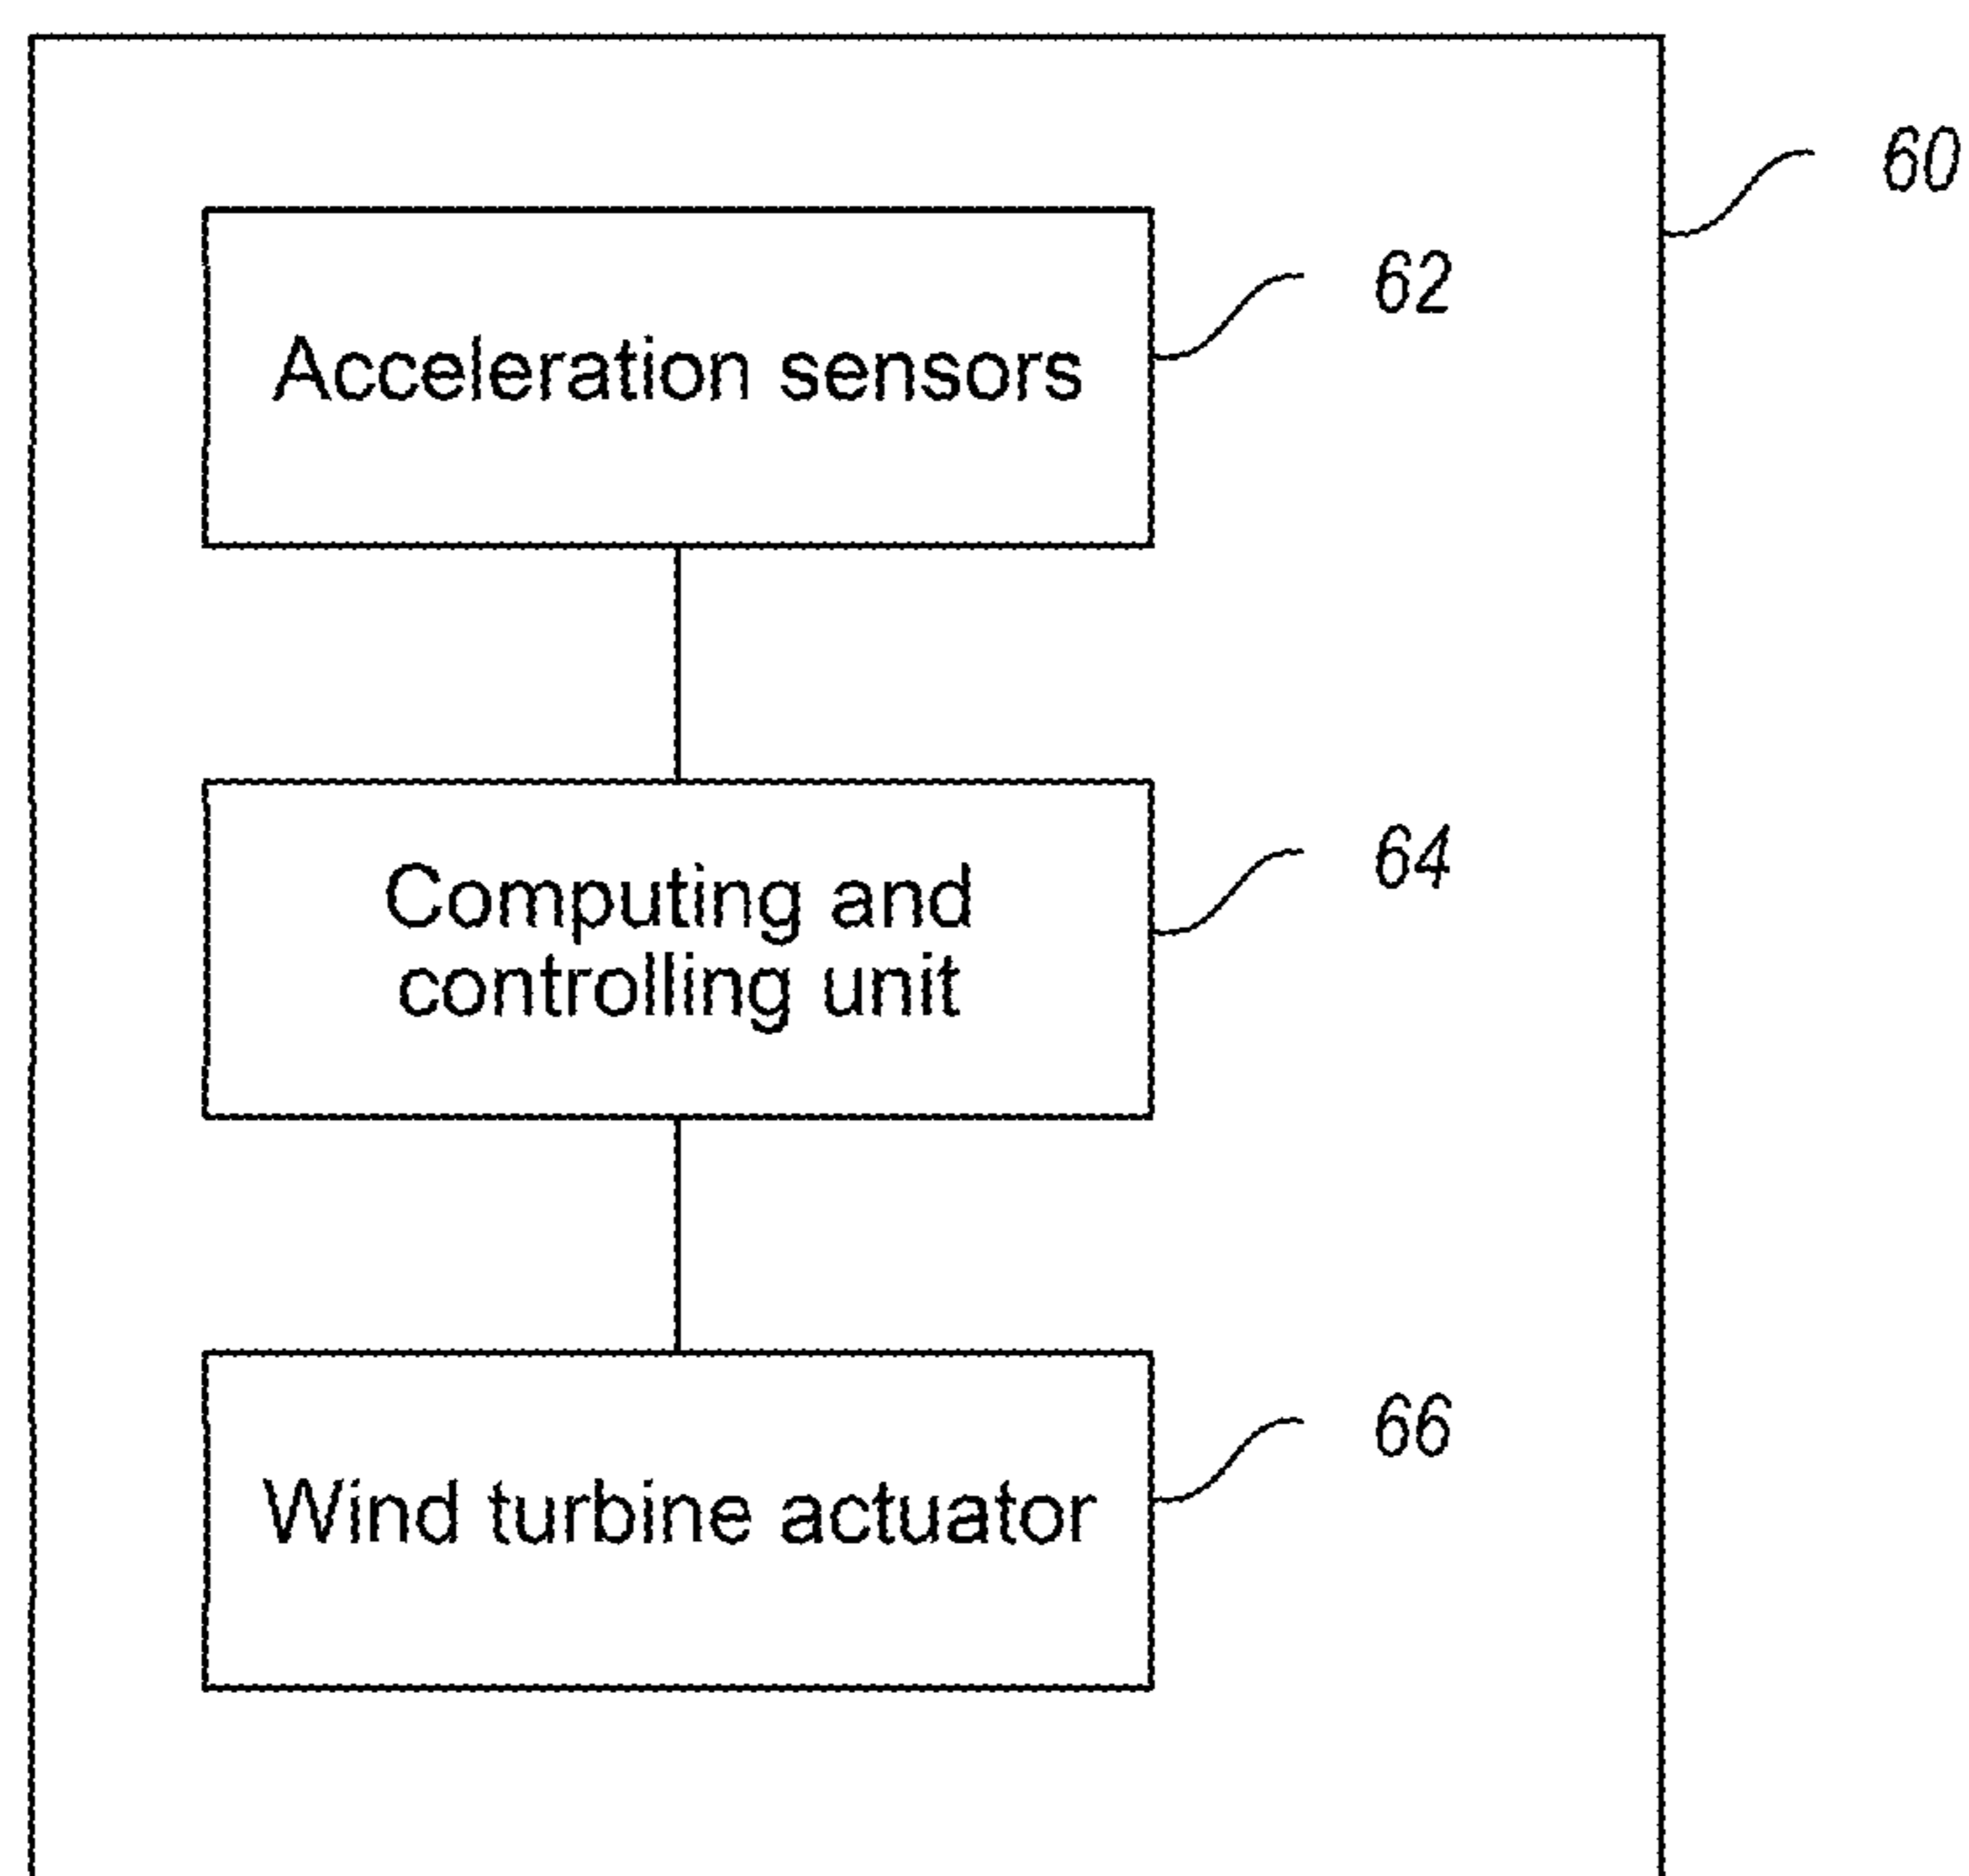 60
62
Acceleration sensors
64
Computing and
controlling unit
66
Wind turbine actuator